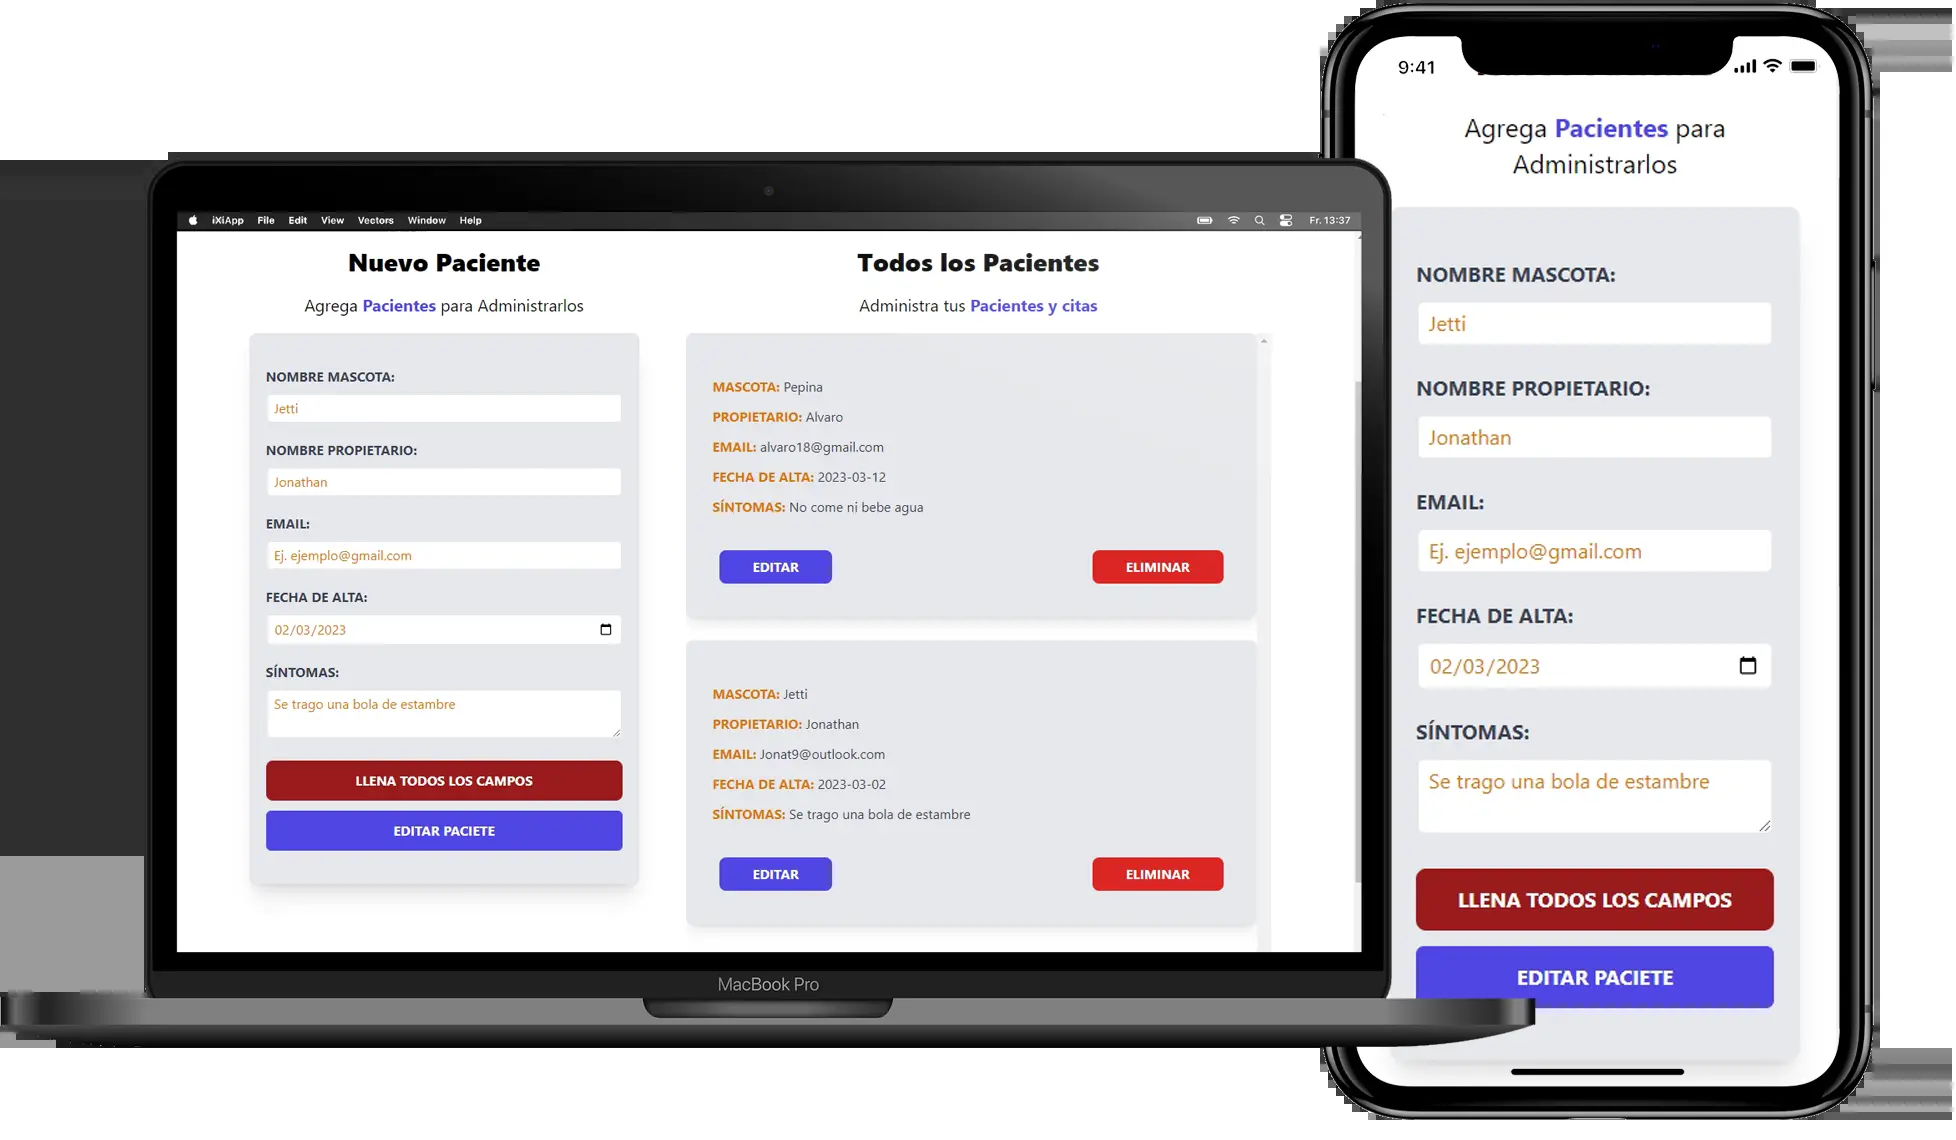 iXiApp File Edit View Vectors Window Help
Fr. 13:37
Nuevo Paciente
Agrega Pacientes para Administrarlos
NOMBRE MASCOTA:
Jetti
NOMBRE PROPIETARIO:
Jonathan
EMAIL:
Ej. ejemplo@gmail.com
FECHA DE ALTA:
02/03/2023
SÍNTOMAS:
Se trago una bola de estambre
LLENA TODOS LOS CAMPOS
EDITAR PACIETE
Todos los Pacientes
Administra tus Pacientes y citas
MASCOTA: Pepina
PROPIETARIO: Alvaro
EMAIL: alvaro18@gmail.com
FECHA DE ALTA: 2023-03-12
SÍNTOMAS: No come ni bebe agua
EDITAR
ELIMINAR
MASCOTA: Jetti
PROPIETARIO: Jonathan
EMAIL: Jonat9@outlook.com
FECHA DE ALTA: 2023-03-02
SÍNTOMAS: Se trago una bola de estambre
EDITAR
ELIMINAR
MacBook Pro
9:41
Agrega Pacientes para
Administrarlos
NOMBRE MASCOTA:
Jetti
NOMBRE PROPIETARIO:
Jonathan
EMAIL:
Ej. ejemplo@gmail.com
FECHA DE ALTA:
02/03/2023
SÍNTOMAS:
Se trago una bola de estambre
LLENA TODOS LOS CAMPOS
EDITAR PACIETE